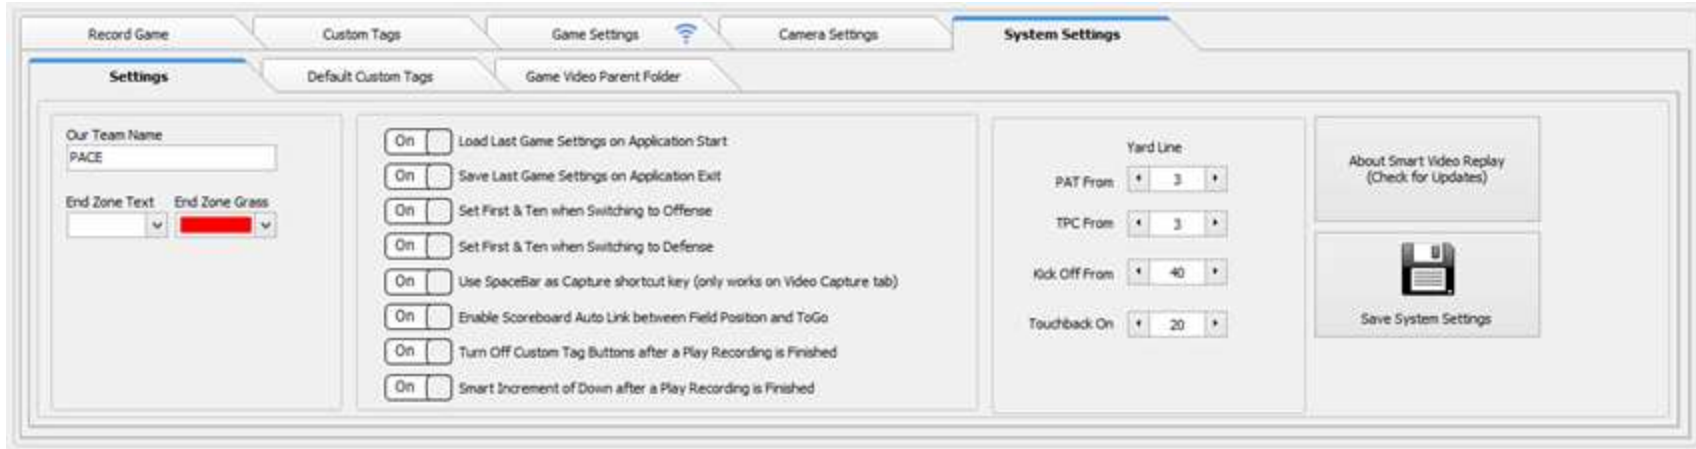 Record Game
Custom Tags
Game Settings
Camera Settings
System Settings
Settings
Default Custom Tags
Game Video Parent Folder
Our Team Name
PACE
End Zone Text
End Zone Grass
On Load Last Game Settings on Application Start
On Save Last Game Settings on Application Exit
On Set First & Ten when Switching to Offense
On Set First & Ten when Switching to Defense
On Use SpaceBar as Capture shortcut key (only works on Video Capture tab)
On Enable Scoreboard Auto Link between Field Position and ToGo
On Turn Off Custom Tag Buttons after a Play Recording is Finished
On Smart Increment of Down after a Play Recording is Finished
Yard Line
PAT From 3
TPC From 3
Kick Off From 40
Touchback On 20
About Smart Video Replay
(Check for Updates)
Save System Settings